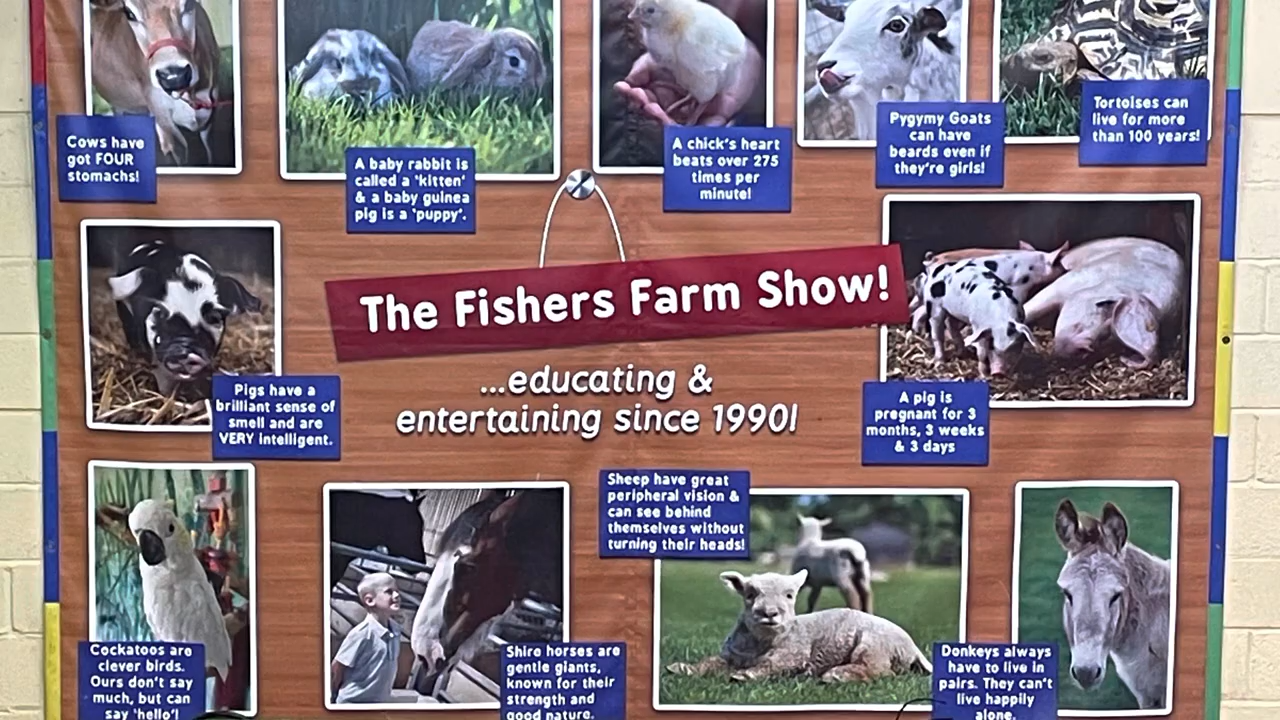 Cows have
got FOUR
stomachs!
A baby rabbit is
called a 'kitten'
& a baby guinea
pig is a 'puppy'.
A chick's heart
beats over 275
times per
minute!
Pygymy Goats
can have
beards even if
they're girls!
Tortoises can
live for more
than 100 years!
The Fishers Farm Show!
...educating &
entertaining since 1990!
Pigs have a
brilliant sense of
smell and are
VERY intelligent.
A pig is
pregnant for 3
months, 3 weeks
& 3 days
Sheep have great
peripheral vision &
can see behind
themselves without
turning their heads!
Cockatoos are
clever birds.
Ours don't say
much, but can
say 'hello'!
Shire horses are
gentle giants,
known for their
strength and
good nature.
Donkeys always
have to live in
pairs. They can't
live happily
alone.